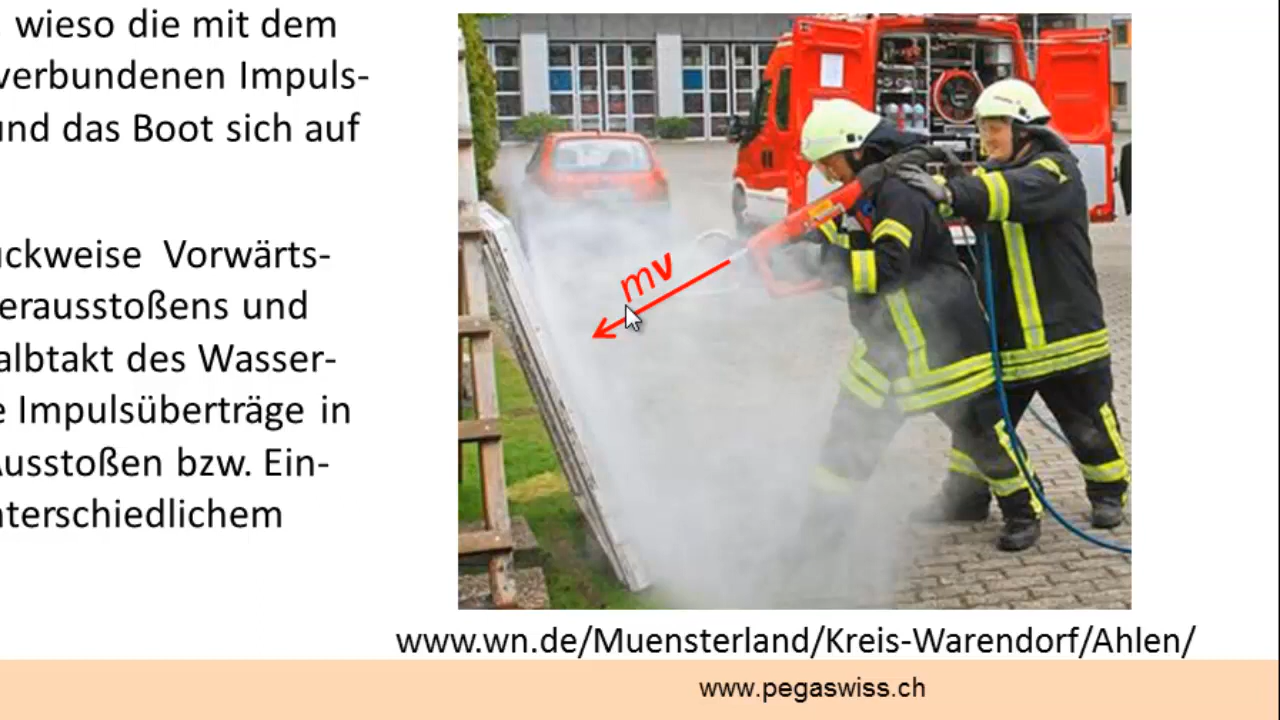 wieso die mit dem
verbundenen Impuls-
und das Boot sich auf
ckweise Vorwärts-
erausstoßens und
albtakt des Wasser-
e Impulsüberträge in
Ausstoßen bzw. Ein-
nterschiedlichem
mv
www.wn.de/Muensterland/Kreis-Warendorf/Ahlen/
www.pegaswiss.ch